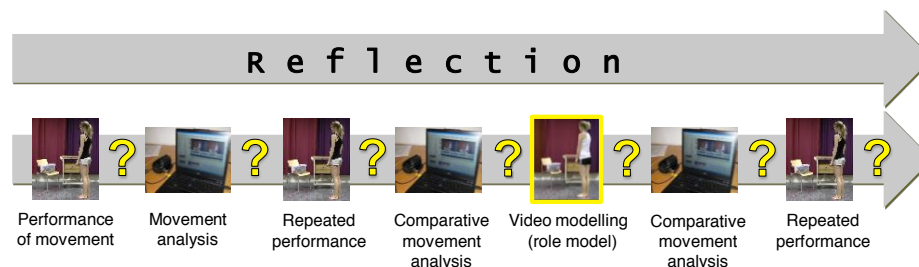 Reflection
? ? ? ? ? ? ?
Performance Movement Repeated Comparative Video modelling Comparative Repeated
of movement analysis performance movement (role model) movement performance
analysis analysis